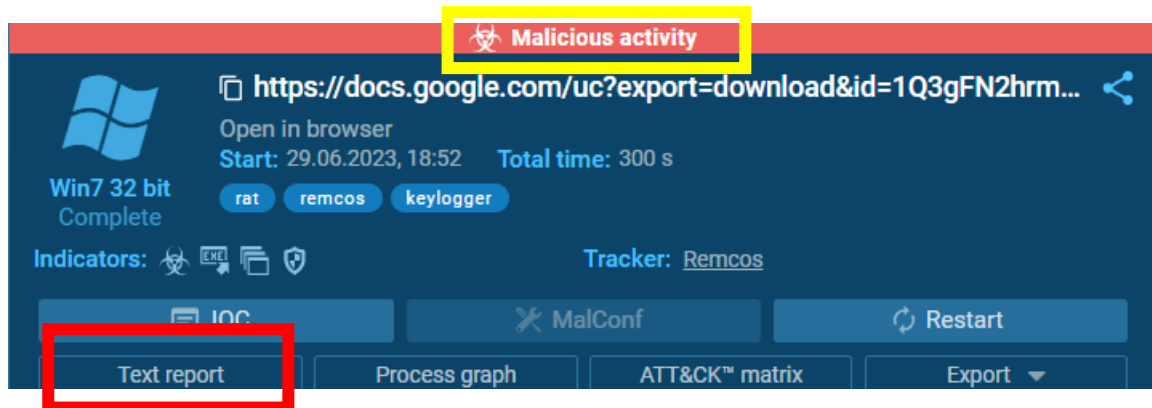 Malicious activity
https://docs.google.com/uc?export=download&id=1Q3gFN2hrm...
Open in browser
Start: 29.06.2023, 18:52 Total time: 300 s
Win7 32 bit
Complete
rat remcos keylogger
Indicators: EXE Tracker: Remcos
IOC MalConf Restart
Text report Process graph ATT&CK™ matrix Export